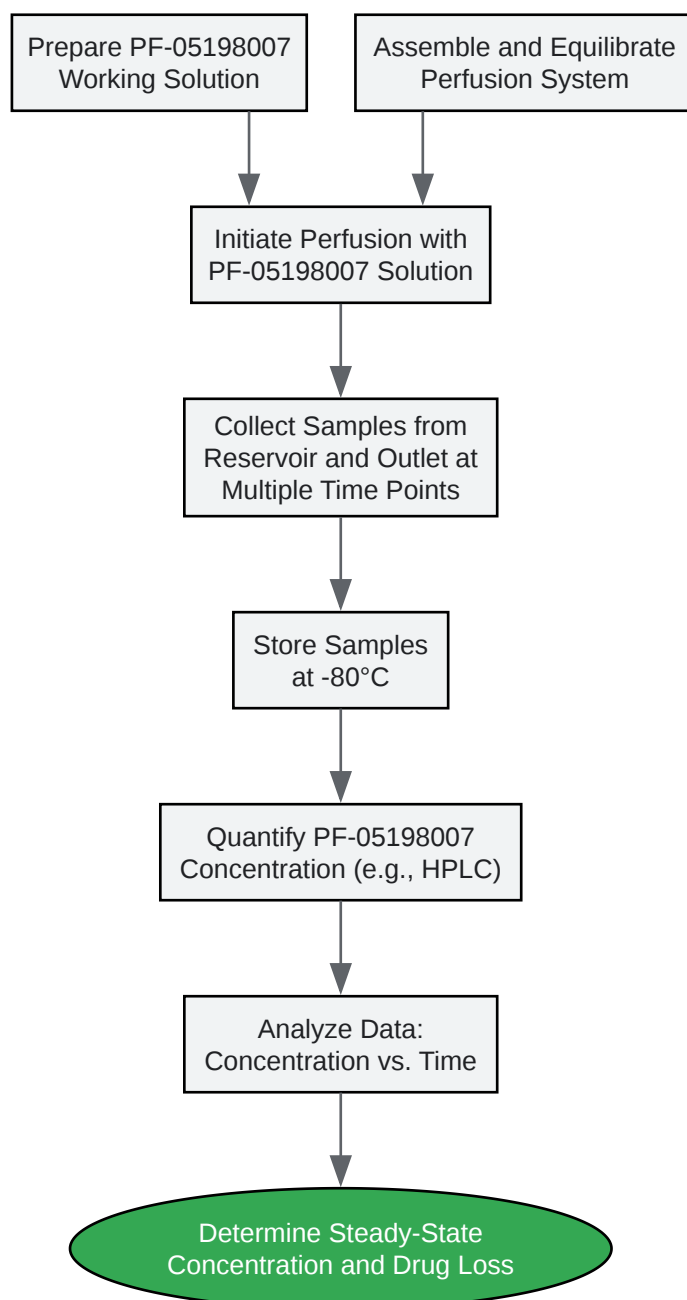 Prepare PF-05198007
Working Solution
Assemble and Equilibrate
Perfusion System
Initiate Perfusion with
PF-05198007 Solution
Collect Samples from
Reservoir and Outlet at
Multiple Time Points
Store Samples
at -80°C
Quantify PF-05198007
Concentration (e.g., HPLC)
Analyze Data:
Concentration vs. Time
Determine Steady-State
Concentration and Drug Loss